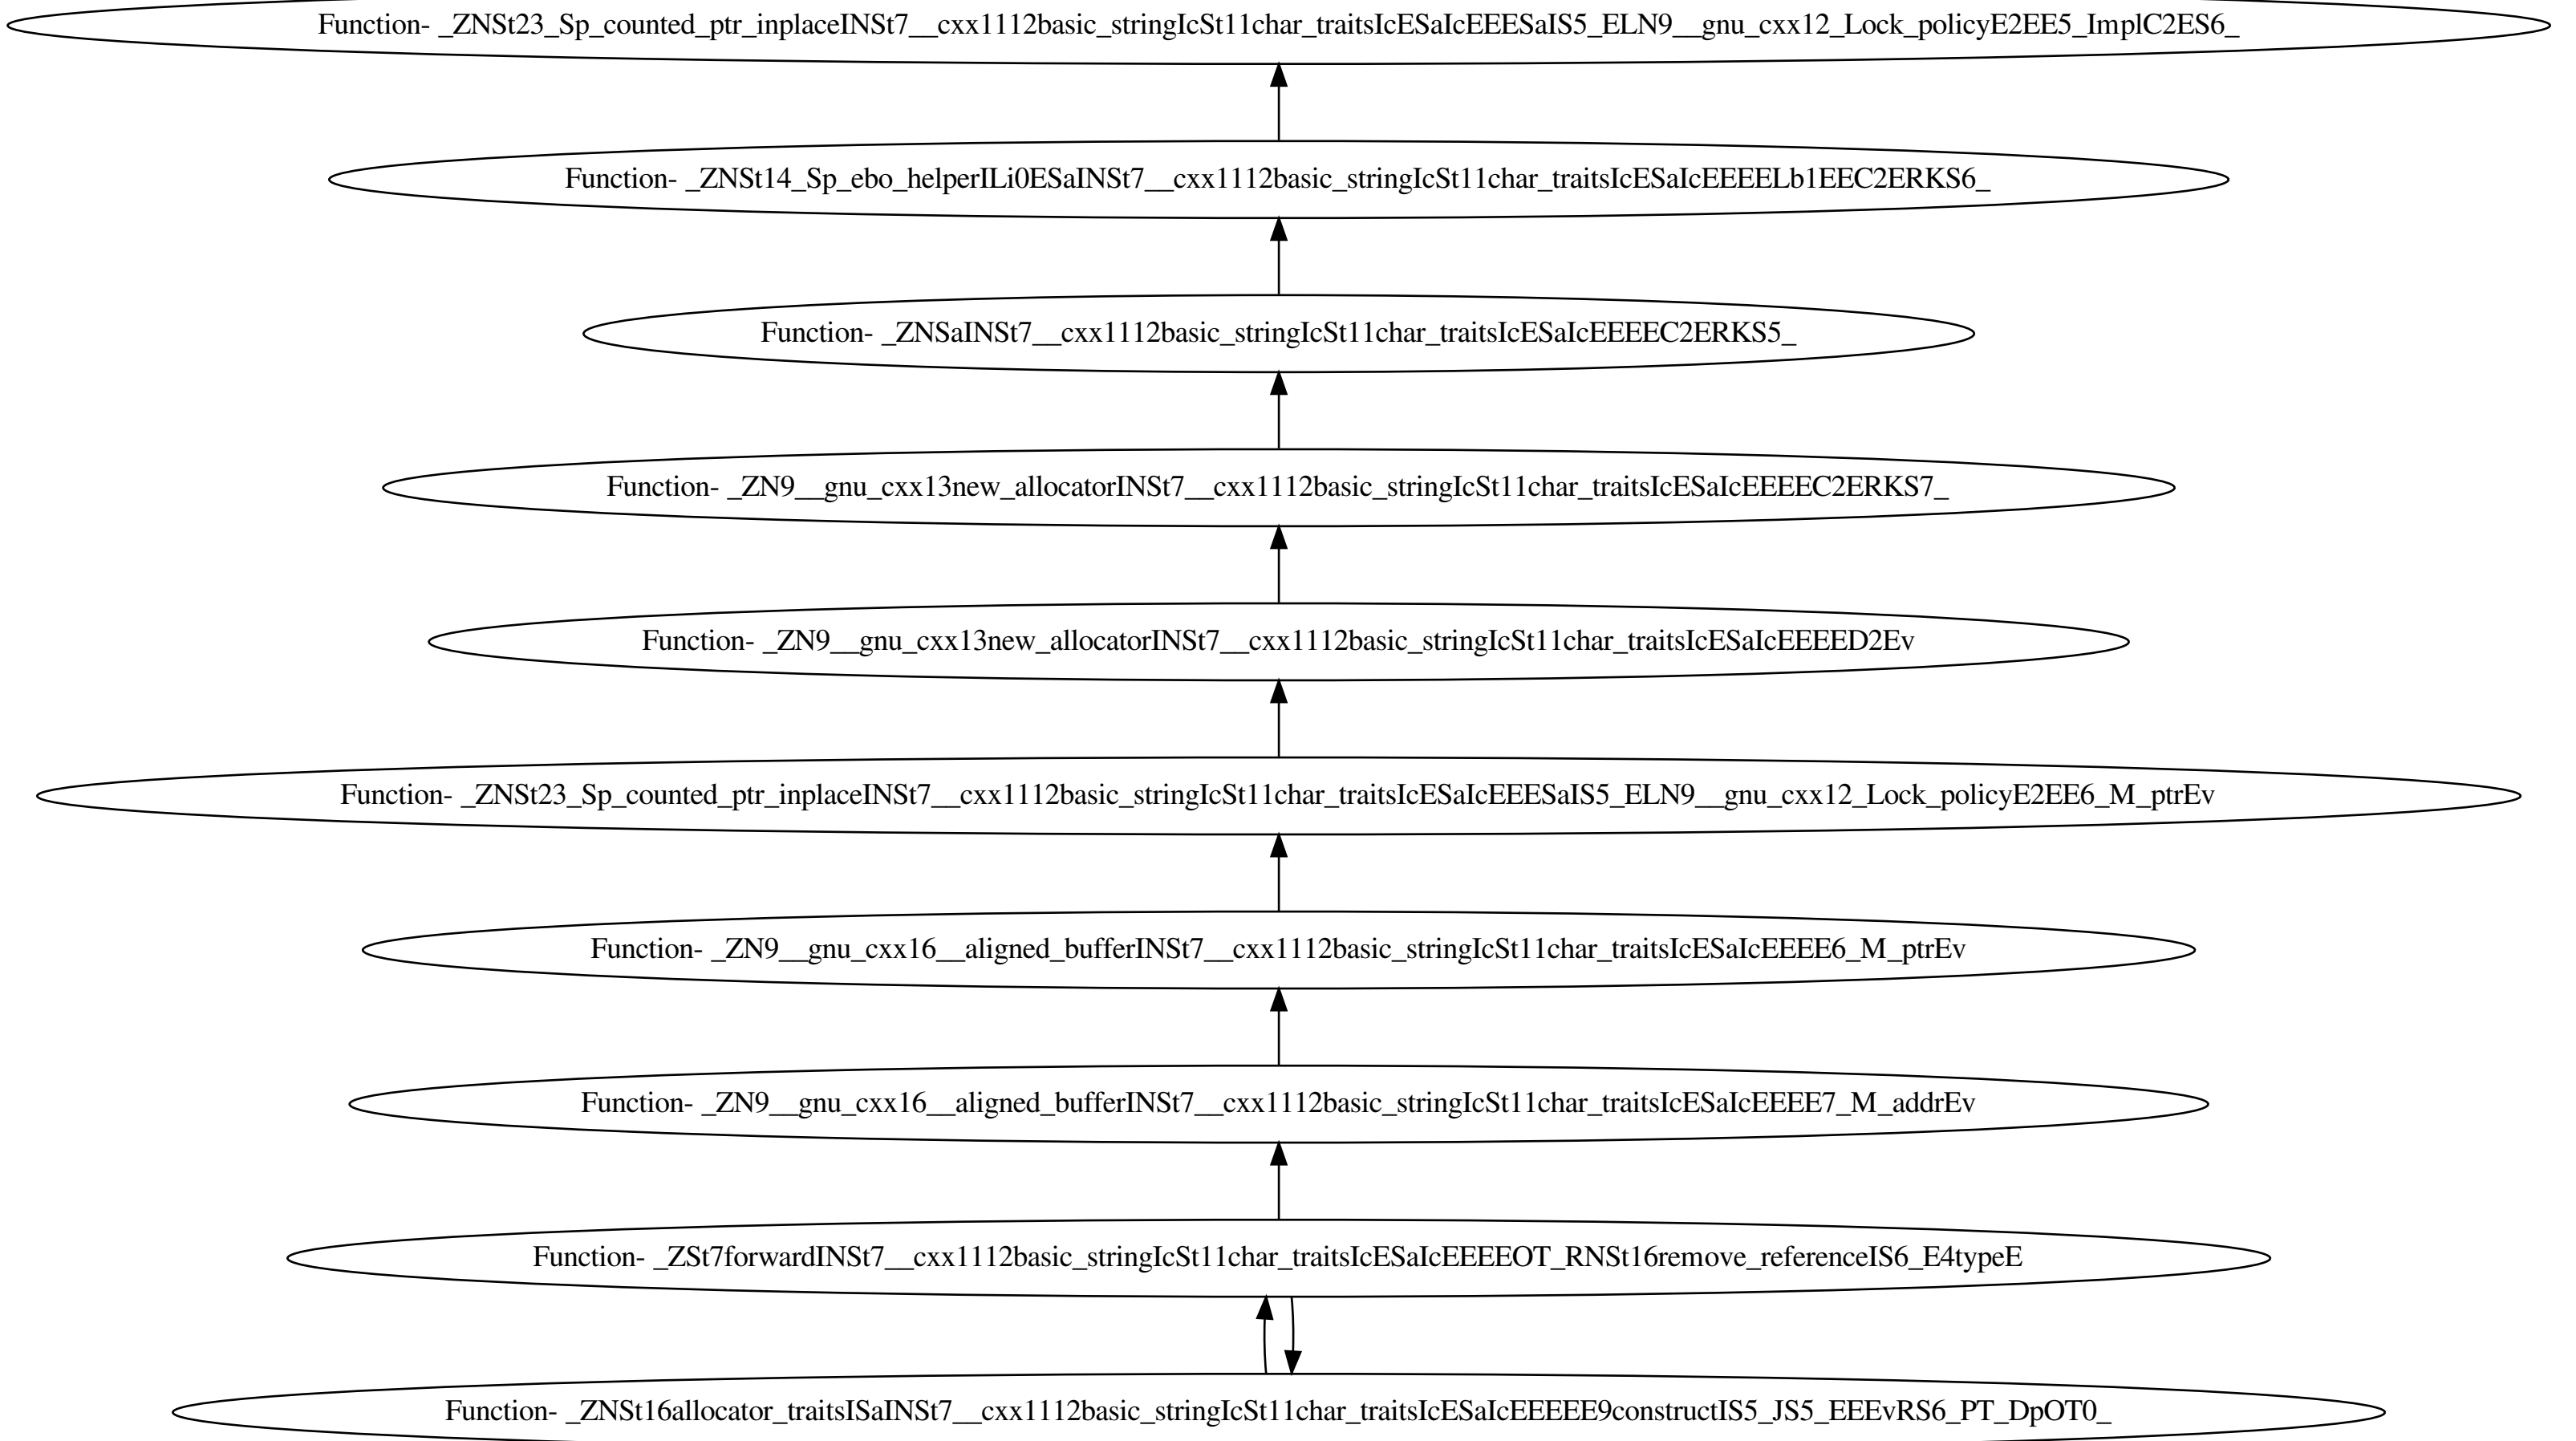 Function- _ZNSt23_Sp_counted_ptr_inplaceINSt7__cxx1112basic_stringIcSt11char_traitsIcESaIcEEESaIS5_ELN9__gnu_cxx12_Lock_policyE2EE5_ImplC2ES6_
Function- _ZNSt14_Sp_ebo_helperILi0ESaINSt7__cxx1112basic_stringIcSt11char_traitsIcESaIcEEEELb1EEC2ERKS6_
Function- _ZNSaINSt7__cxx1112basic_stringIcSt11char_traitsIcESaIcEEEEC2ERKS5_
Function- _ZN9__gnu_cxx13new_allocatorINSt7__cxx1112basic_stringIcSt11char_traitsIcESaIcEEEEC2ERKS7_
Function- _ZN9__gnu_cxx13new_allocatorINSt7__cxx1112basic_stringIcSt11char_traitsIcESaIcEEEED2Ev
Function- _ZNSt23_Sp_counted_ptr_inplaceINSt7__cxx1112basic_stringIcSt11char_traitsIcESaIcEEESaIS5_ELN9__gnu_cxx12_Lock_policyE2EE6_M_ptrEv
Function- _ZN9__gnu_cxx16__aligned_bufferINSt7__cxx1112basic_stringIcSt11char_traitsIcESaIcEEEE6_M_ptrEv
Function- _ZN9__gnu_cxx16__aligned_bufferINSt7__cxx1112basic_stringIcSt11char_traitsIcESaIcEEEE7_M_addrEv
Function- _ZSt7forwardINSt7__cxx1112basic_stringIcSt11char_traitsIcESaIcEEEEOT_RNSt16remove_referenceIS6_E4typeE
Function- _ZNSt16allocator_traitsISaINSt7__cxx1112basic_stringIcSt11char_traitsIcESaIcEEEEE9constructIS5_JS5_EEEvRS6_PT_DpOT0_